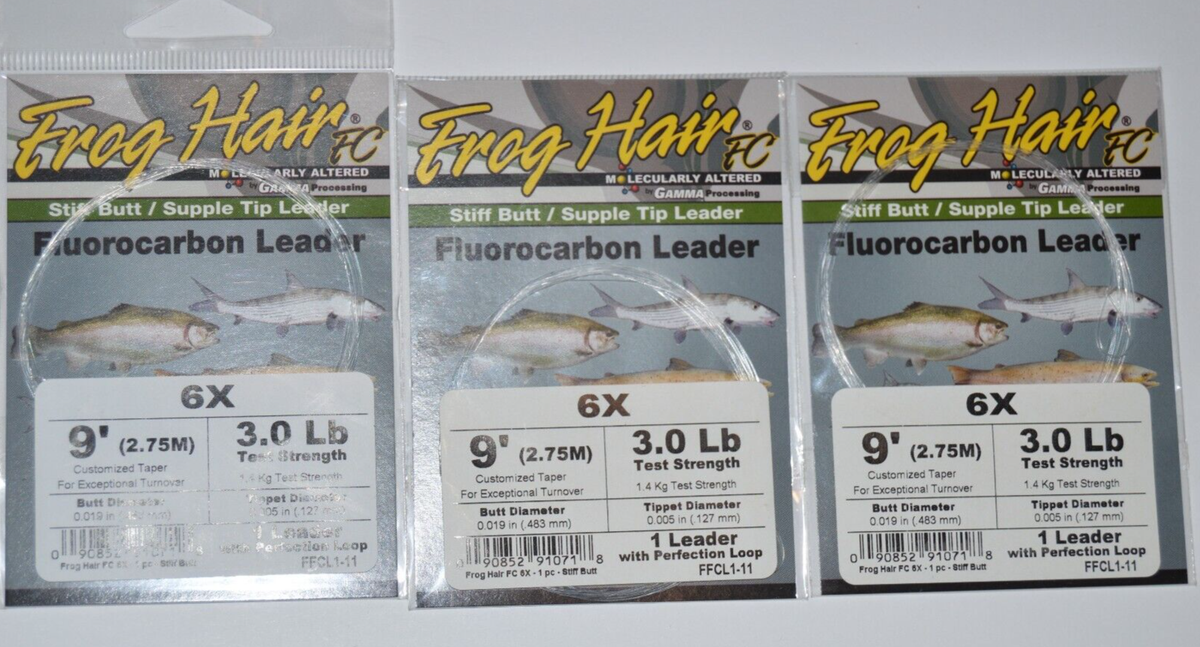 Frog Hair® FC
MOLECULARLY ALTERED
by GAMMA Processing
Stiff Butt / Supple Tip Leader
Fluorocarbon Leader
6X
9' (2.75M)
Customized Taper
For Exceptional Turnover
3.0 Lb
Test Strength
1.4 Kg Test Strength
Butt Diameter
0.019 in ( mm)
Tippet Diameter
0.005 in (.127 mm)
0 90852 91071
1 Leader
with Perfection Loop
Frog Hair FC 6X - 1 pc - Stiff Butt
FFCL1-11
Frog Hair® FC
MOLECULARLY ALTERED
by GAMMA Processing
Stiff Butt / Supple Tip Leader
Fluorocarbon Leader
6X
9' (2.75M)
Customized Taper
For Exceptional Turnover
3.0 Lb
Test Strength
1.4 Kg Test Strength
Butt Diameter
0.019 in (.483 mm)
Tippet Diameter
0.005 in (.127 mm)
0 90852 91071 8
1 Leader
with Perfection Loop
Frog Hair FC 6X - 1 pc - Stiff Butt
FFCL1-11
Frog Hair® FC
MOLECULARLY ALTERED
by GAMMA Processing
Stiff Butt / Supple Tip Leader
Fluorocarbon Leader
6X
9' (2.75M)
Customized Taper
For Exceptional Turnover
3.0 Lb
Test Strength
1.4 Kg Test Strength
Butt Diameter
0.019 in (.483 mm)
Tippet Diameter
0.005 in (.127 mm)
0 90852 91071 8
1 Leader
with Perfection Loop
Frog Hair FC 6X - 1 pc - Stiff Butt
FFCL1-11